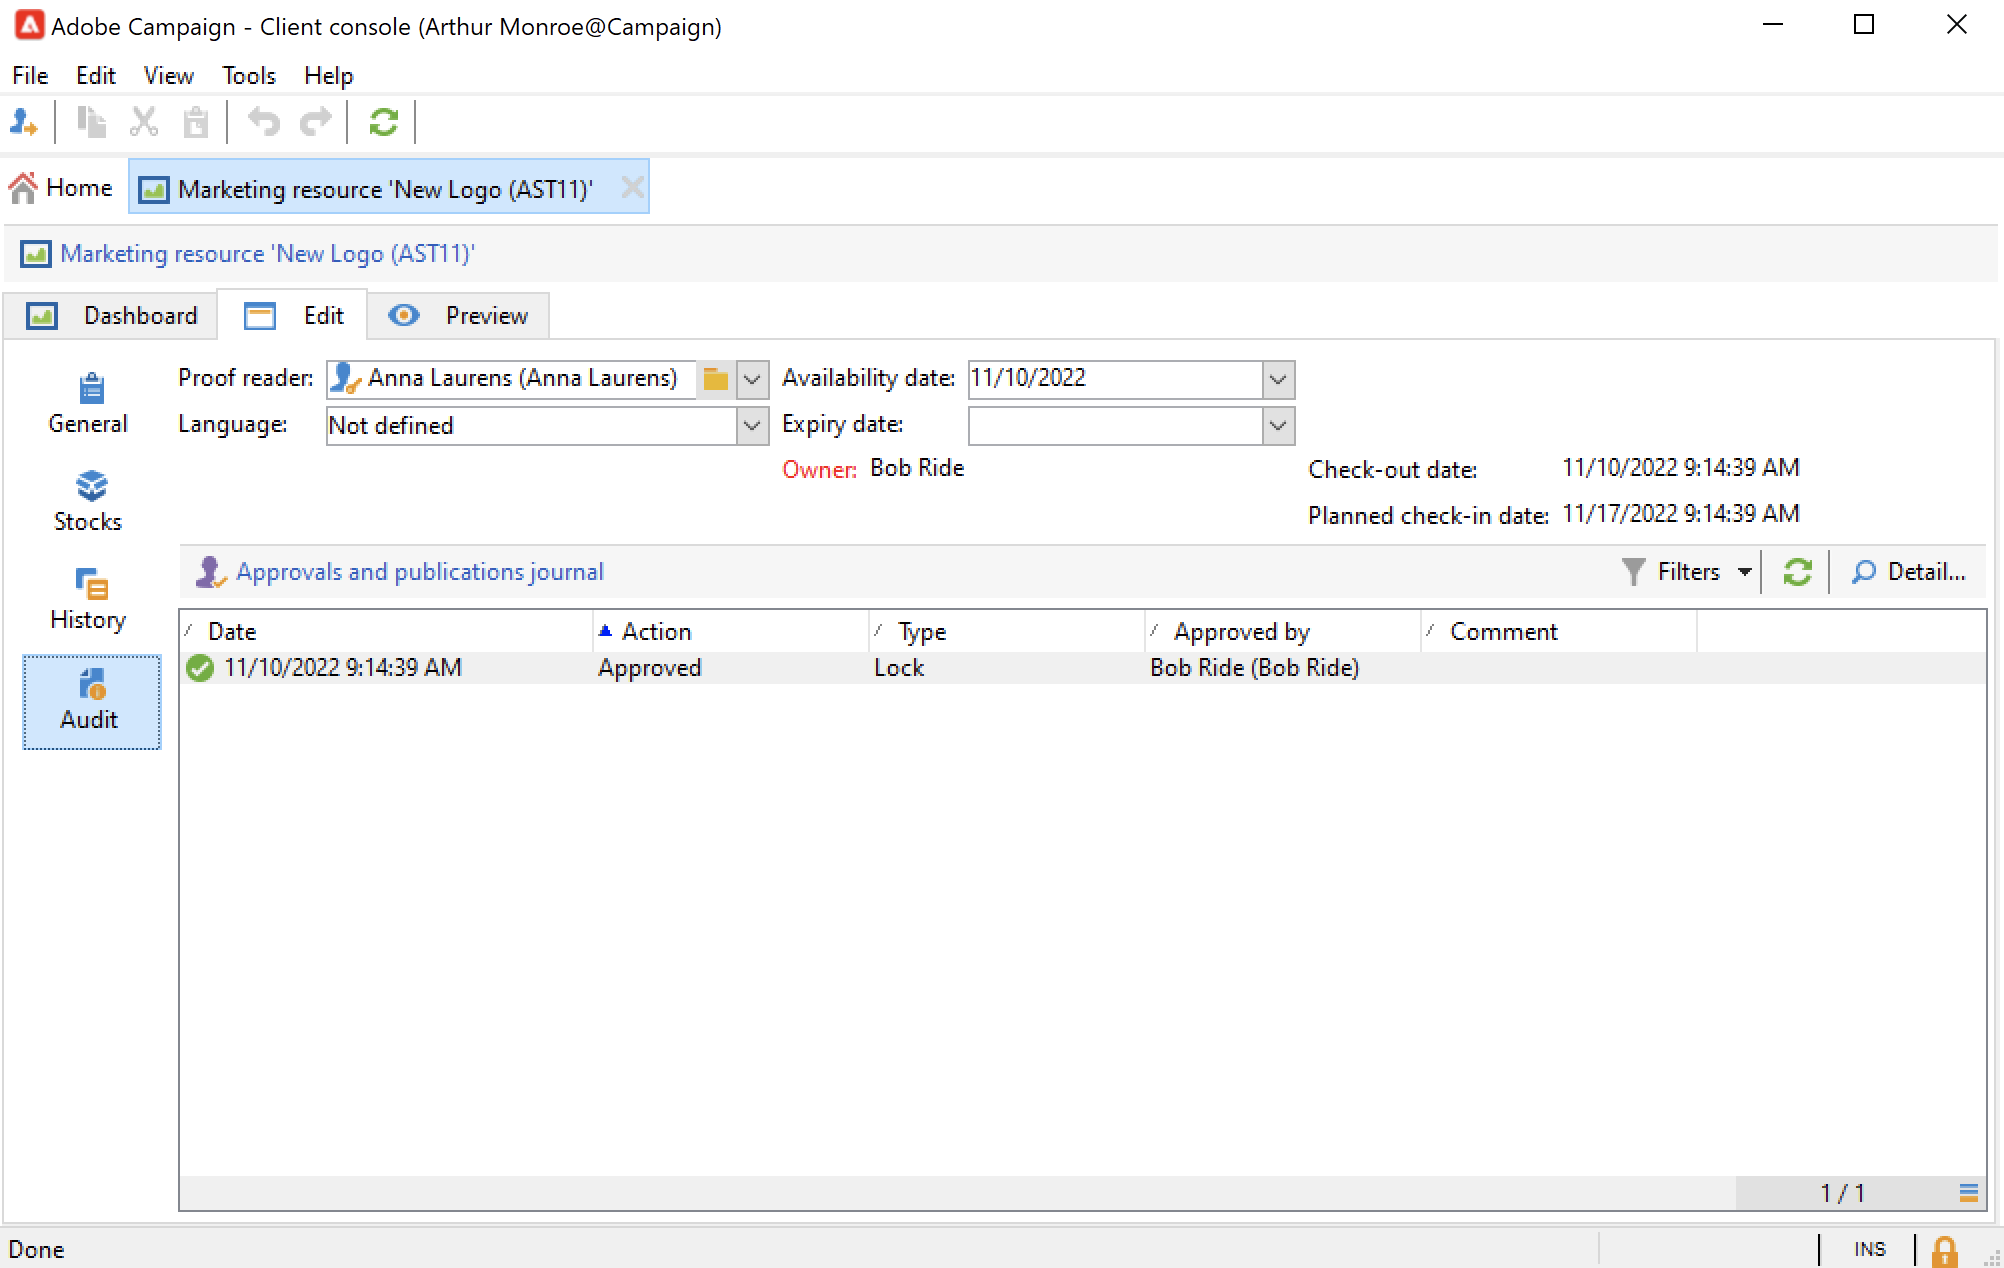 Adobe Campaign - Client console (Arthur Monroe@Campaign)
File Edit View Tools Help
Home Marketing resource 'New Logo (AST11)'
Marketing resource 'New Logo (AST11)'
Dashboard Edit Preview
Proof reader: Anna Laurens (Anna Laurens) Availability date: 11/10/2022
General
Language: Not defined Expiry date:
Owner: Bob Ride Check-out date: 11/10/2022 9:14:39 AM
Stocks Planned check-in date: 11/17/2022 9:14:39 AM
Approvals and publications journal Filters Detail...
History Date Action Type Approved by Comment
11/10/2022 9:14:39 AM Approved Lock Bob Ride (Bob Ride)
Audit
1 / 1
Done INS